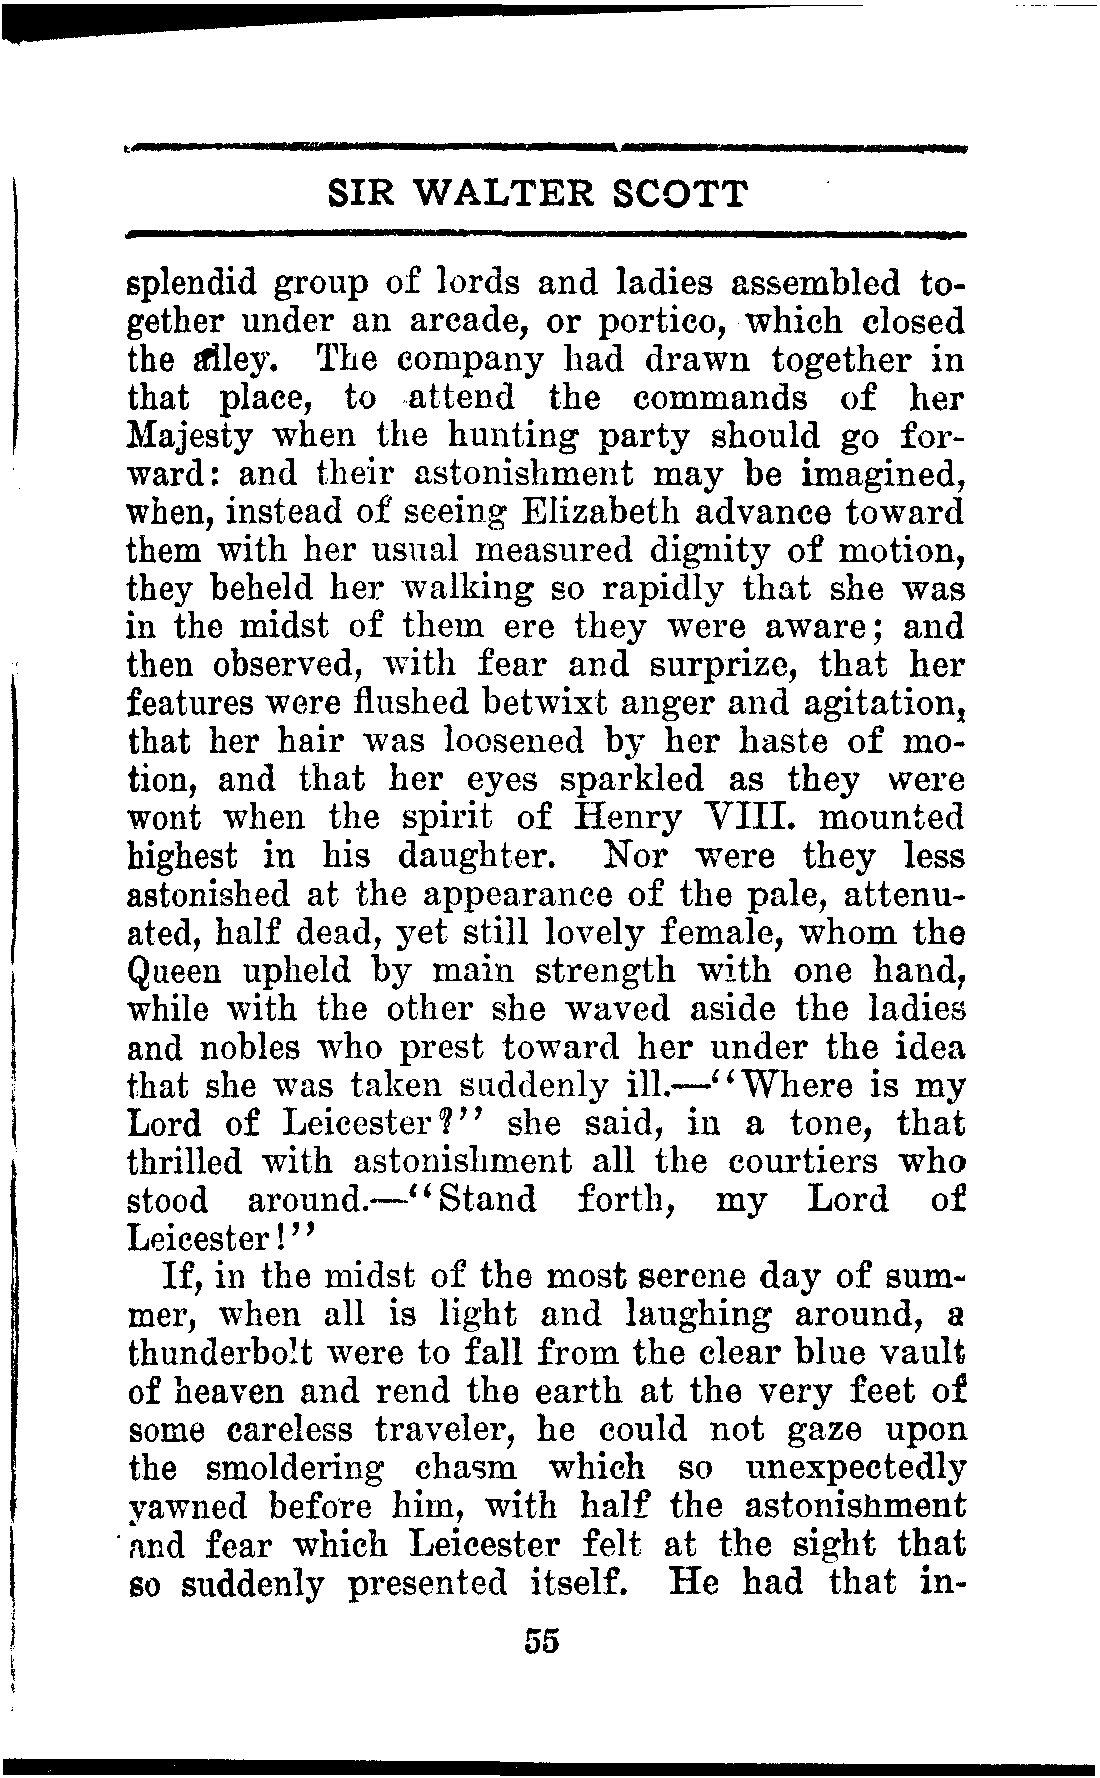 SIR WALTER SCOTT
splendid group of lords and ladies assembled to-
gether under an arcade, or portico, which closed
the alley. The company had drawn together in
that place, to attend the commands of her
Majesty when the hunting party should go for-
ward: and their astonishment may be imagined,
when, instead of seeing Elizabeth advance toward
them with her usual measured dignity of motion,
they beheld her walking so rapidly that she was
in the midst of them ere they were aware; and
then observed, with fear and surprize, that her
features were flushed betwixt anger and agitation,
that her hair was loosened by her haste of mo-
tion, and that her eyes sparkled as they were
wont when the spirit of Henry VIII. mounted
highest in his daughter. Nor were they less
astonished at the appearance of the pale, attenu-
ated, half dead, yet still lovely female, whom the
Queen upheld by main strength with one hand,
while with the other she waved aside the ladies
and nobles who prest toward her under the idea
that she was taken suddenly ill.—"Where is my
Lord of Leicester?" she said, in a tone, that
thrilled with astonishment all the courtiers who
stood around.—"Stand forth, my Lord of
Leicester!"
If, in the midst of the most serene day of sum-
mer, when all is light and laughing around, a
thunderbolt were to fall from the clear blue vault
of heaven and rend the earth at the very feet of
some careless traveler, he could not gaze upon
the smoldering chasm which so unexpectedly
yawned before him, with half the astonishment
and fear which Leicester felt at the sight that
so suddenly presented itself. He had that in-
55